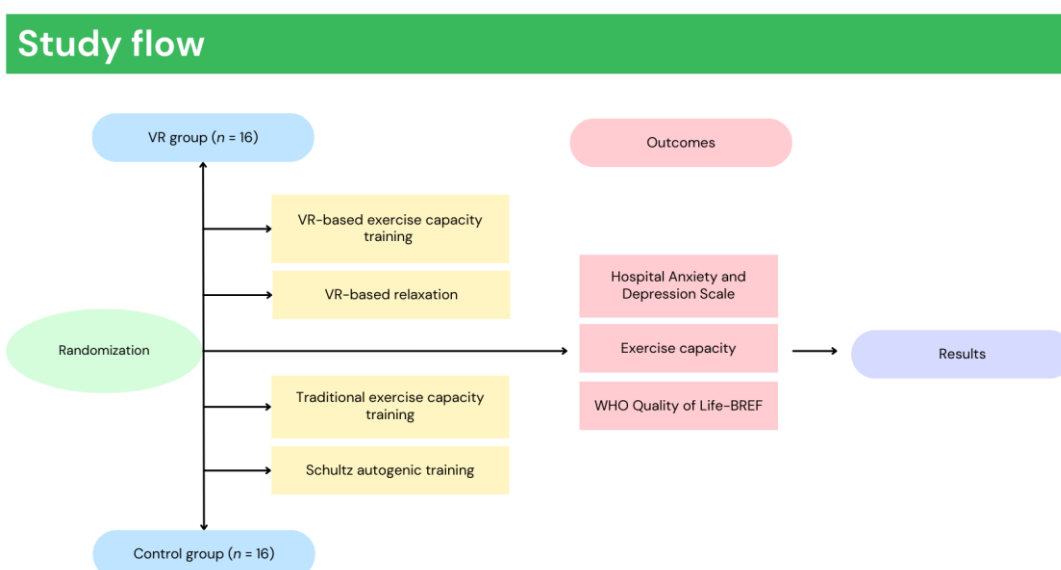 Study flow
VR group (n = 16)
Outcomes
VR-based exercise capacity
training
VR-based relaxation
Hospital Anxiety and
Depression Scale
Randomization
Exercise capacity
Results
Traditional exercise capacity
training
WHO Quality of Life-BREF
Schultz autogenic training
Control group (n = 16)